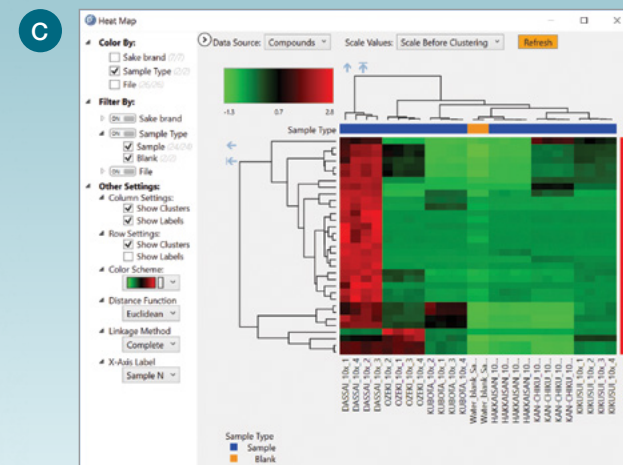 C
Heat Map
Color By:
Sake brand (7/7)
Sample Type (2/2)
File (26/26)
Filter By:
ON Sake brand
ON Sample Type
Sample (24/24)
Blank (2/2)
ON File
Other Settings:
Column Settings:
Show Clusters
Show Labels
Row Settings:
Show Clusters
Show Labels
Color Scheme:
Distance Function
Euclidean
Linkage Method
Complete
X-Axis Label
Sample N
Data Source: Compounds
Scale Values: Scale Before Clustering
Refresh
-1.3 0.7 2.8
Sample Type
DASSAI_10x_1
DASSAI_10x_4
DASSAI_10x_2
DASSAI_10x_3
OZEKI_10x_2
OZEKI_10x_1
OZEKI_10x_3
OZEKI_10x_4
KUBOTA_10x_2
KUBOTA_10x_1
KUBOTA_10x_3
KUBOTA_10x_4
Water_blank_Sa...
Water_blank_Sa...
HAKKAISAN_10...
HAKKAISAN_10...
HAKKAISAN_10...
HAKKAISAN_10...
KAN-CHIKU_10...
KAN-CHIKU_10...
KAN-CHIKU_10...
KAN-CHIKU_10...
KIKUSUI_10x_1
KIKUSUI_10x_2
KIKUSUI_10x_3
KIKUSUI_10x_4
Sample Type
Sample
Blank